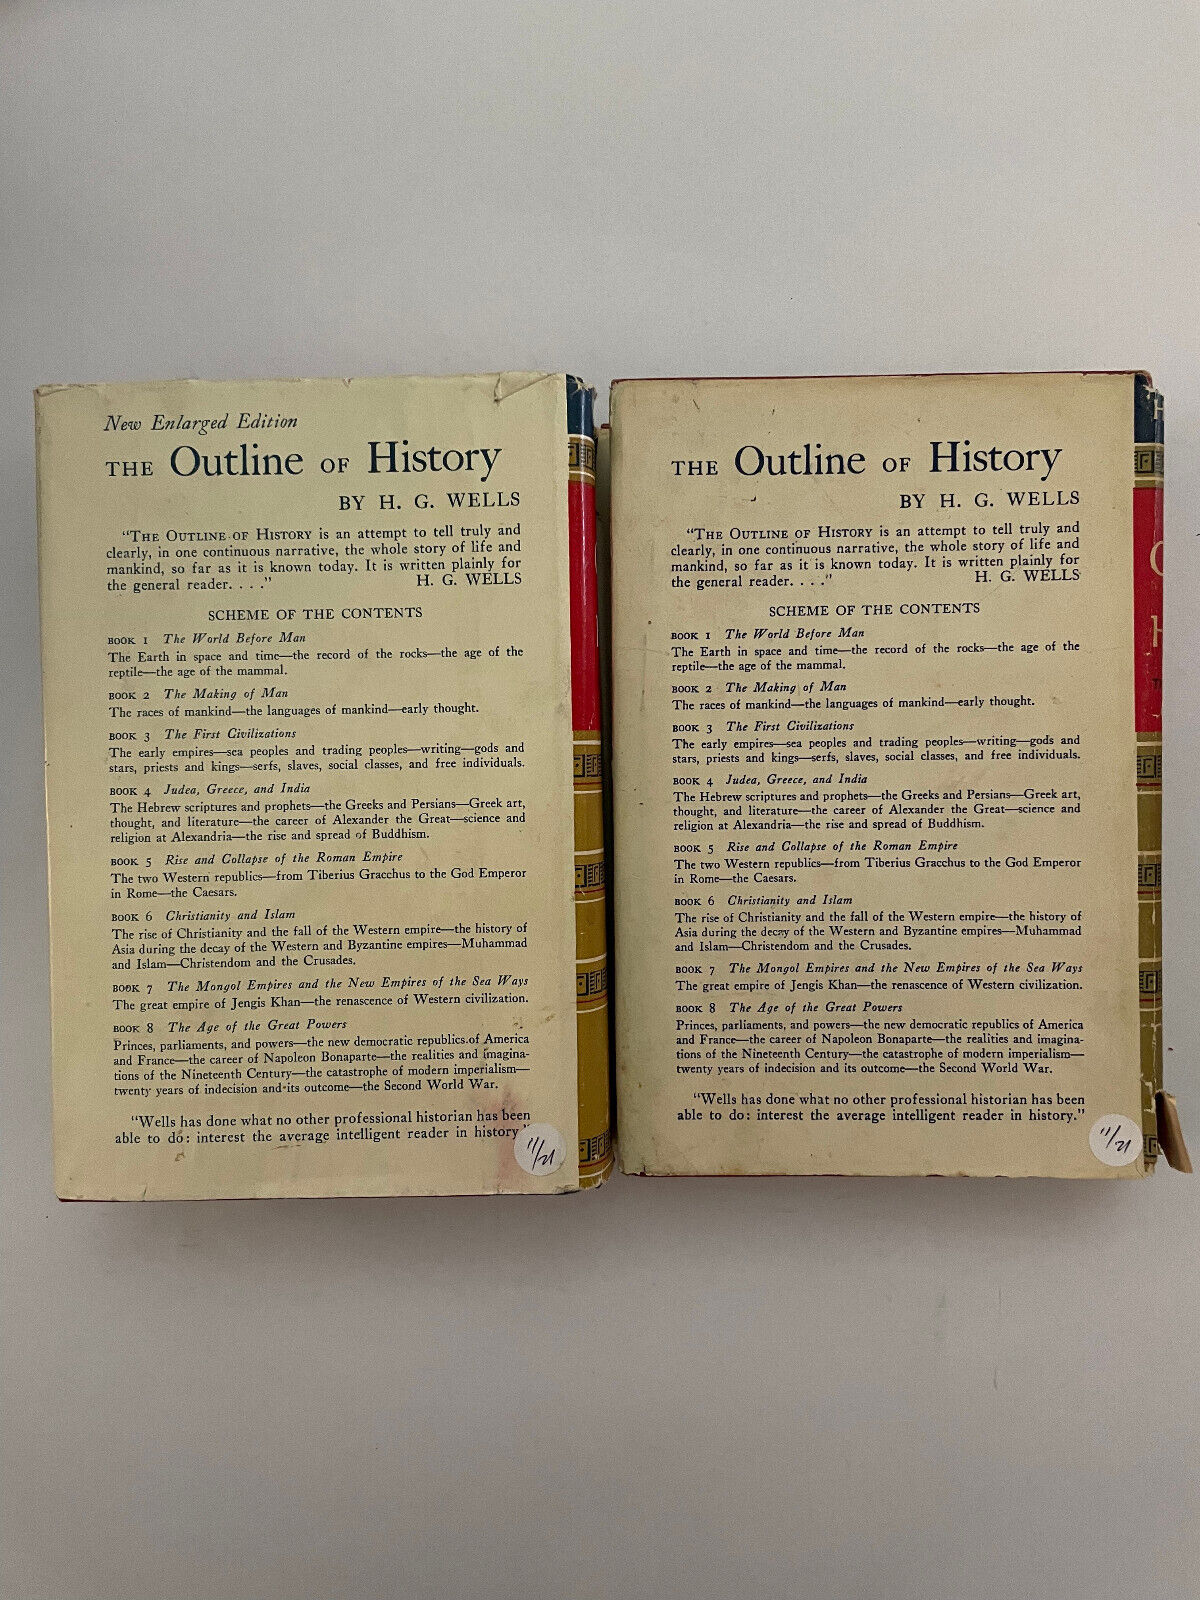 New Enlarged Edition
THE Outline OF History
BY H. G. WELLS
"THE OUTLINE OF HISTORY is an attempt to tell truly and
clearly, in one continuous narrative, the whole story of life and
mankind, so far as it is known today. It is written plainly for
the general reader. . . ." H. G. WELLS
SCHEME OF THE CONTENTS
BOOK 1 The World Before Man
The Earth in space and time—the record of the rocks—the age of the
reptile—the age of the mammal.
BOOK 2 The Making of Man
The races of mankind—the languages of mankind—early thought.
BOOK 3 The First Civilizations
The early empires—sea peoples and trading peoples—writing—gods and
stars, priests and kings—serfs, slaves, social classes, and free individuals.
BOOK 4 Judea, Greece, and India
The Hebrew scriptures and prophets—the Greeks and Persians—Greek art,
thought, and literature—the career of Alexander the Great—science and
religion at Alexandria—the rise and spread of Buddhism.
BOOK 5 Rise and Collapse of the Roman Empire
The two Western republics—from Tiberius Gracchus to the God Emperor
in Rome—the Caesars.
BOOK 6 Christianity and Islam
The rise of Christianity and the fall of the Western empire—the history of
Asia during the decay of the Western and Byzantine empires—Muhammad
and Islam—Christendom and the Crusades.
BOOK 7 The Mongol Empires and the New Empires of the Sea Ways
The great empire of Jengis Khan—the renascence of Western civilization.
BOOK 8 The Age of the Great Powers
Princes, parliaments, and powers—the new democratic republics of America
and France—the career of Napoleon Bonaparte—the realities and imagina-
tions of the Nineteenth Century—the catastrophe of modern imperialism—
twenty years of indecision and its outcome—the Second World War.
"Wells has done what no other professional historian has been
able to do: interest the average intelligent reader in history."
11/21
THE Outline OF History
BY H. G. WELLS
"THE OUTLINE OF HISTORY is an attempt to tell truly and
clearly, in one continuous narrative, the whole story of life and
mankind, so far as it is known today. It is written plainly for
the general reader. . . ." H. G. WELLS
SCHEME OF THE CONTENTS
BOOK 1 The World Before Man
The Earth in space and time—the record of the rocks—the age of the
reptile—the age of the mammal.
BOOK 2 The Making of Man
The races of mankind—the languages of mankind—early thought.
BOOK 3 The First Civilizations
The early empires—sea peoples and trading peoples—writing—gods and
stars, priests and kings—serfs, slaves, social classes, and free individuals.
BOOK 4 Judea, Greece, and India
The Hebrew scriptures and prophets—the Greeks and Persians—Greek art,
thought, and literature—the career of Alexander the Great—science and
religion at Alexandria—the rise and spread of Buddhism.
BOOK 5 Rise and Collapse of the Roman Empire
The two Western republics—from Tiberius Gracchus to the God Emperor
in Rome—the Caesars.
BOOK 6 Christianity and Islam
The rise of Christianity and the fall of the Western empire—the history of
Asia during the decay of the Western and Byzantine empires—Muhammad
and Islam—Christendom and the Crusades.
BOOK 7 The Mongol Empires and the New Empires of the Sea Ways
The great empire of Jengis Khan—the renascence of Western civilization.
BOOK 8 The Age of the Great Powers
Princes, parliaments, and powers—the new democratic republics of America
and France—the career of Napoleon Bonaparte—the realities and imagina-
tions of the Nineteenth Century—the catastrophe of modern imperialism—
twenty years of indecision and its outcome—the Second World War.
"Wells has done what no other professional historian has been
able to do: interest the average intelligent reader in history."
11/21